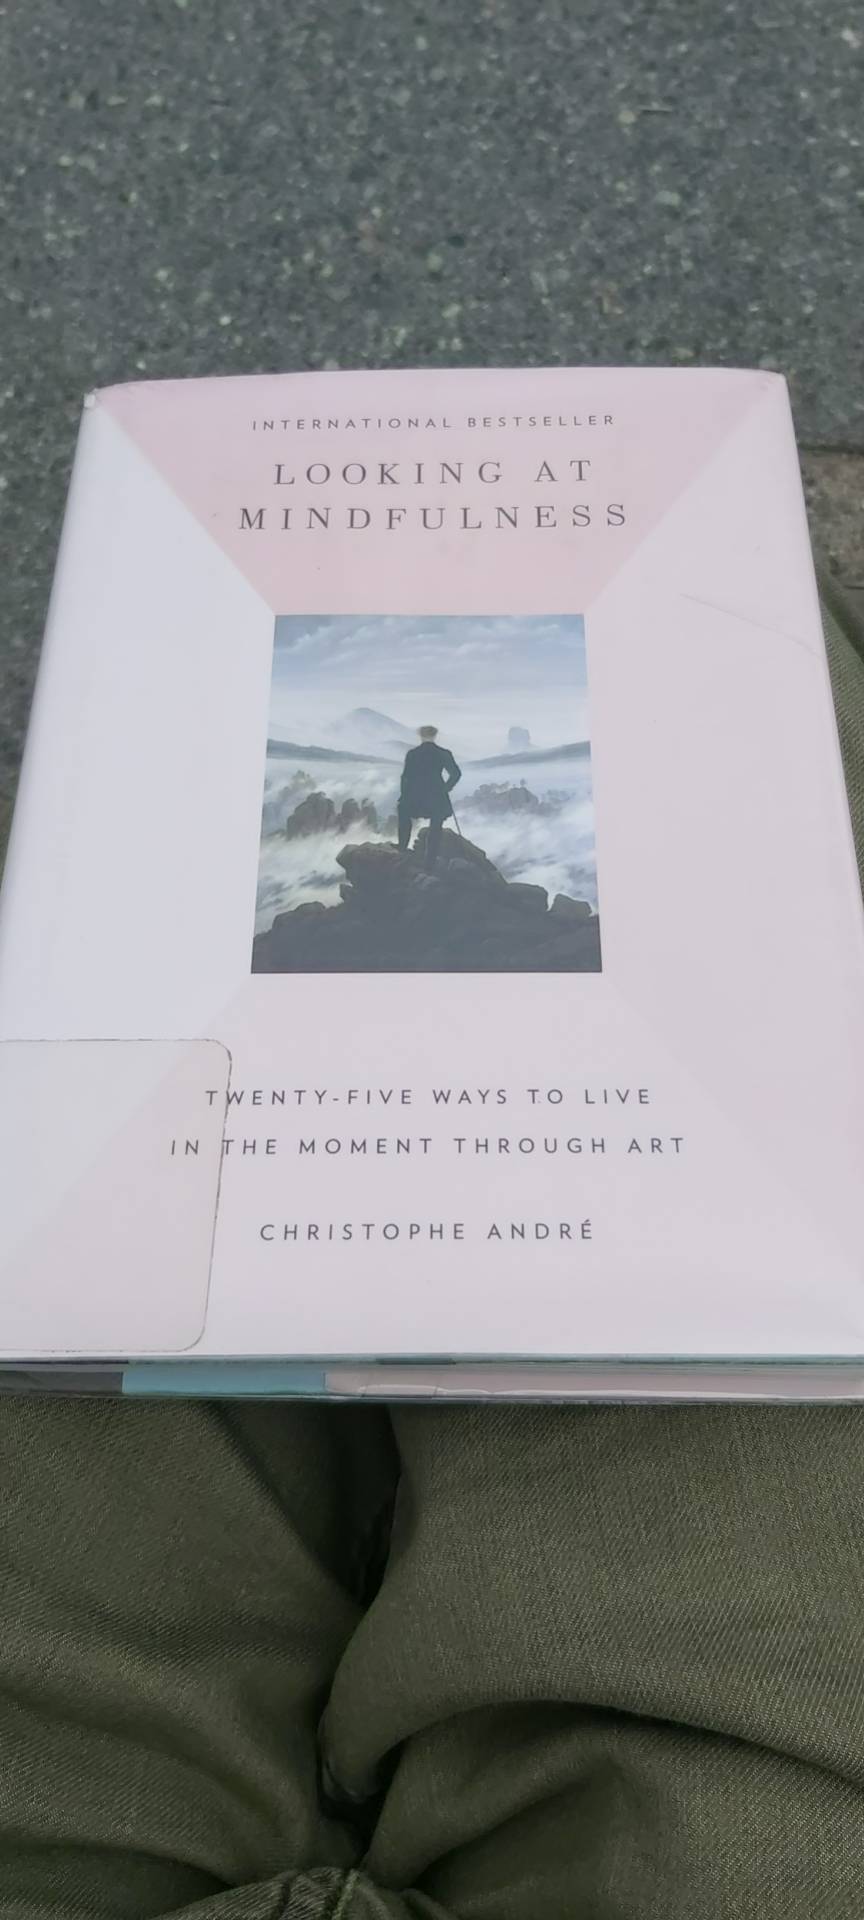 INTERNATIONAL BESTSELLER
LOOKING AT
MINDFULNESS
TWENTY-FIVE WAYS TO LIVE
IN THE MOMENT THROUGH ART
CHRISTOPHE ANDRÉ